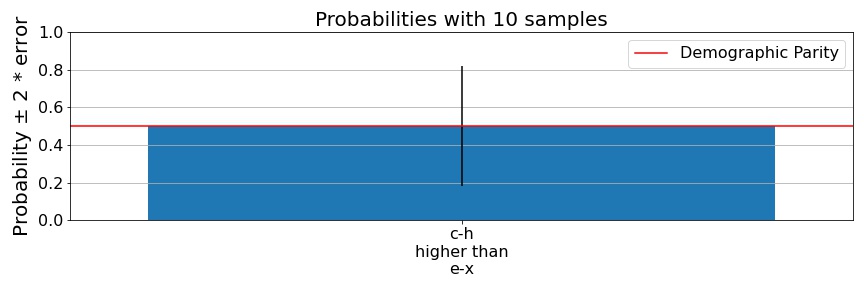 Probabilities with 10 samples
Probability ± 2 * error
1.0
0.8
0.6
0.4
0.2
0.0
Demographic Parity
c-h
higher than
e-x